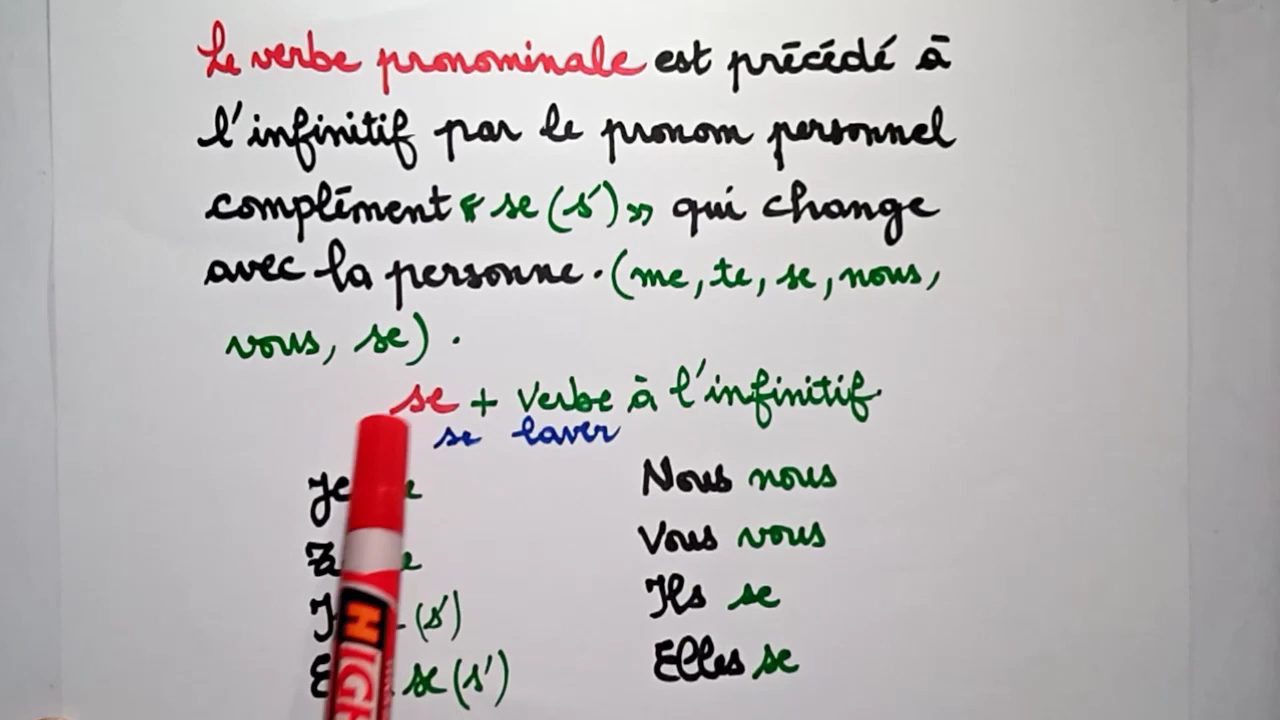 Le verbe pronominale est précédé à
l'infinitif par le pronom personnel
complément « se (s') » qui change
avec la personne. (me, te, se, nous,
vous, se).
se + Verbe à l'infinitif.
se laver
Je
Nous nous
Vous vous
(s')
Ils se
se (s')
Elles se
HIGH